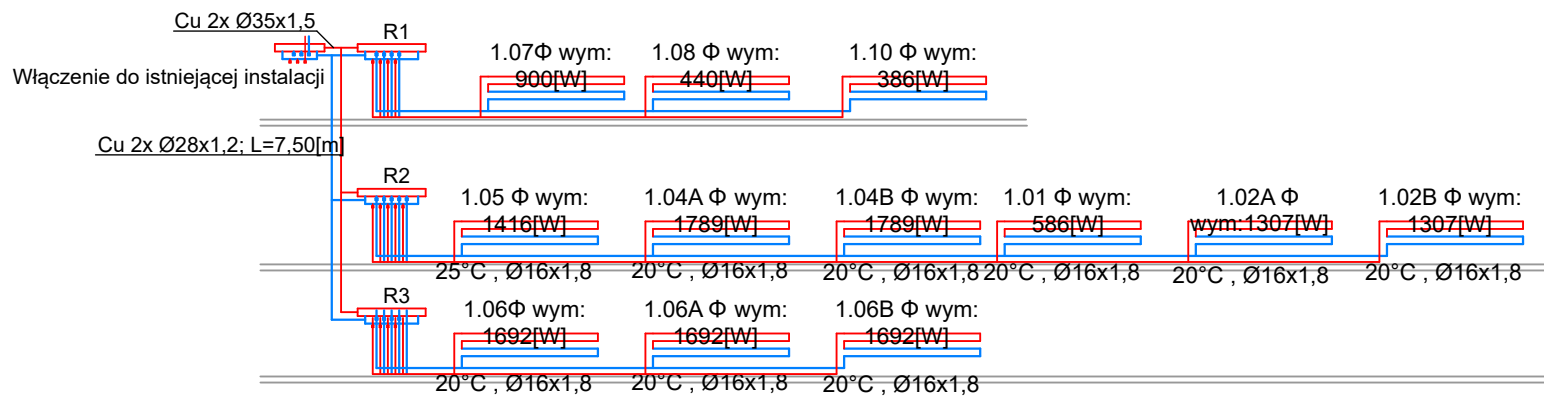 Cu 2x Ø35x1,5
R1
1.07Φ wym:
900[W]
1.08 Φ wym:
440[W]
1.10 Φ wym:
386[W]
Włączenie do istniejącej instalacji
Cu 2x Ø28x1,2; L=7,50[m]
R2
1.05 Φ wym:
1416[W]
1.04A Φ wym:
1789[W]
1.04B Φ wym:
1789[W]
1.01 Φ wym:
586[W]
1.02A Φ
wym:1307[W]
1.02B Φ wym:
1307[W]
25°C , Ø16x1,8
20°C , Ø16x1,8
20°C , Ø16x1,8
20°C , Ø16x1,8
20°C , Ø16x1,8
20°C , Ø16x1,8
R3
1.06Φ wym:
1692[W]
1.06A Φ wym:
1692[W]
1.06B Φ wym:
1692[W]
20°C , Ø16x1,8
20°C , Ø16x1,8
20°C , Ø16x1,8